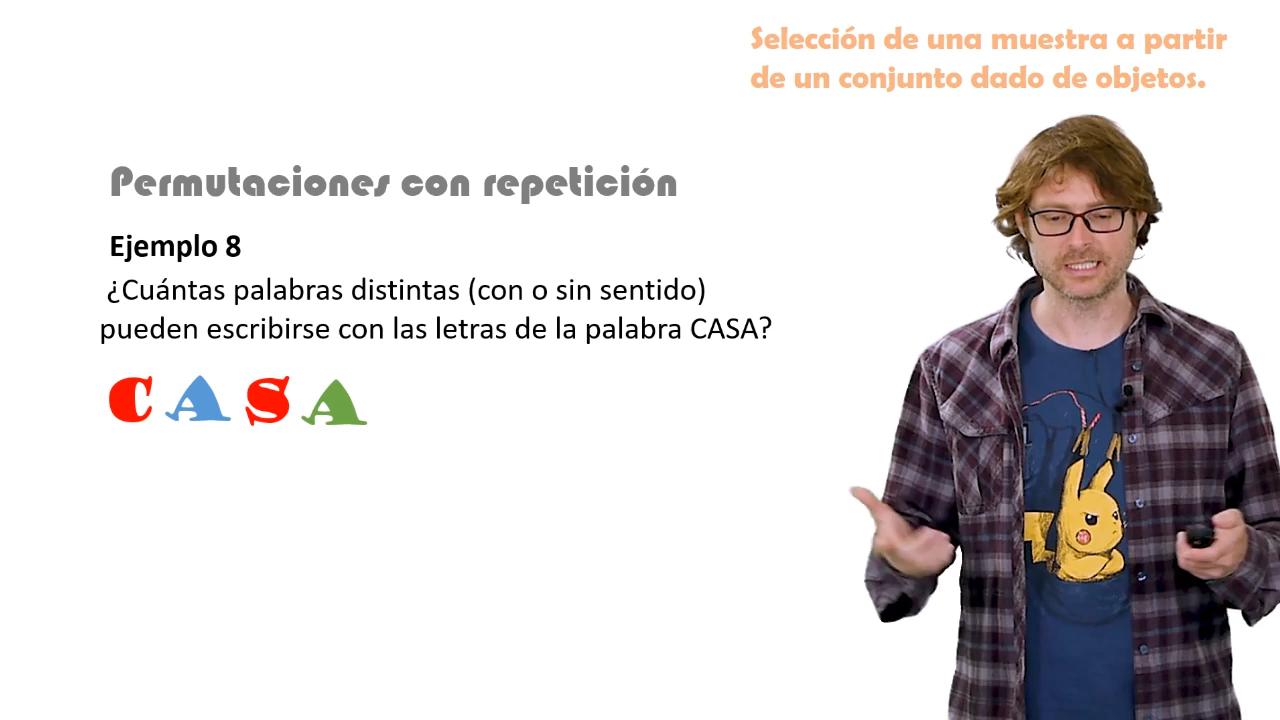 Selección de una muestra a partir
de un conjunto dado de objetos.
Permutaciones con repetición
Ejemplo 8
¿Cuántas palabras distintas (con o sin sentido)
pueden escribirse con las letras de la palabra CASA?
CASA